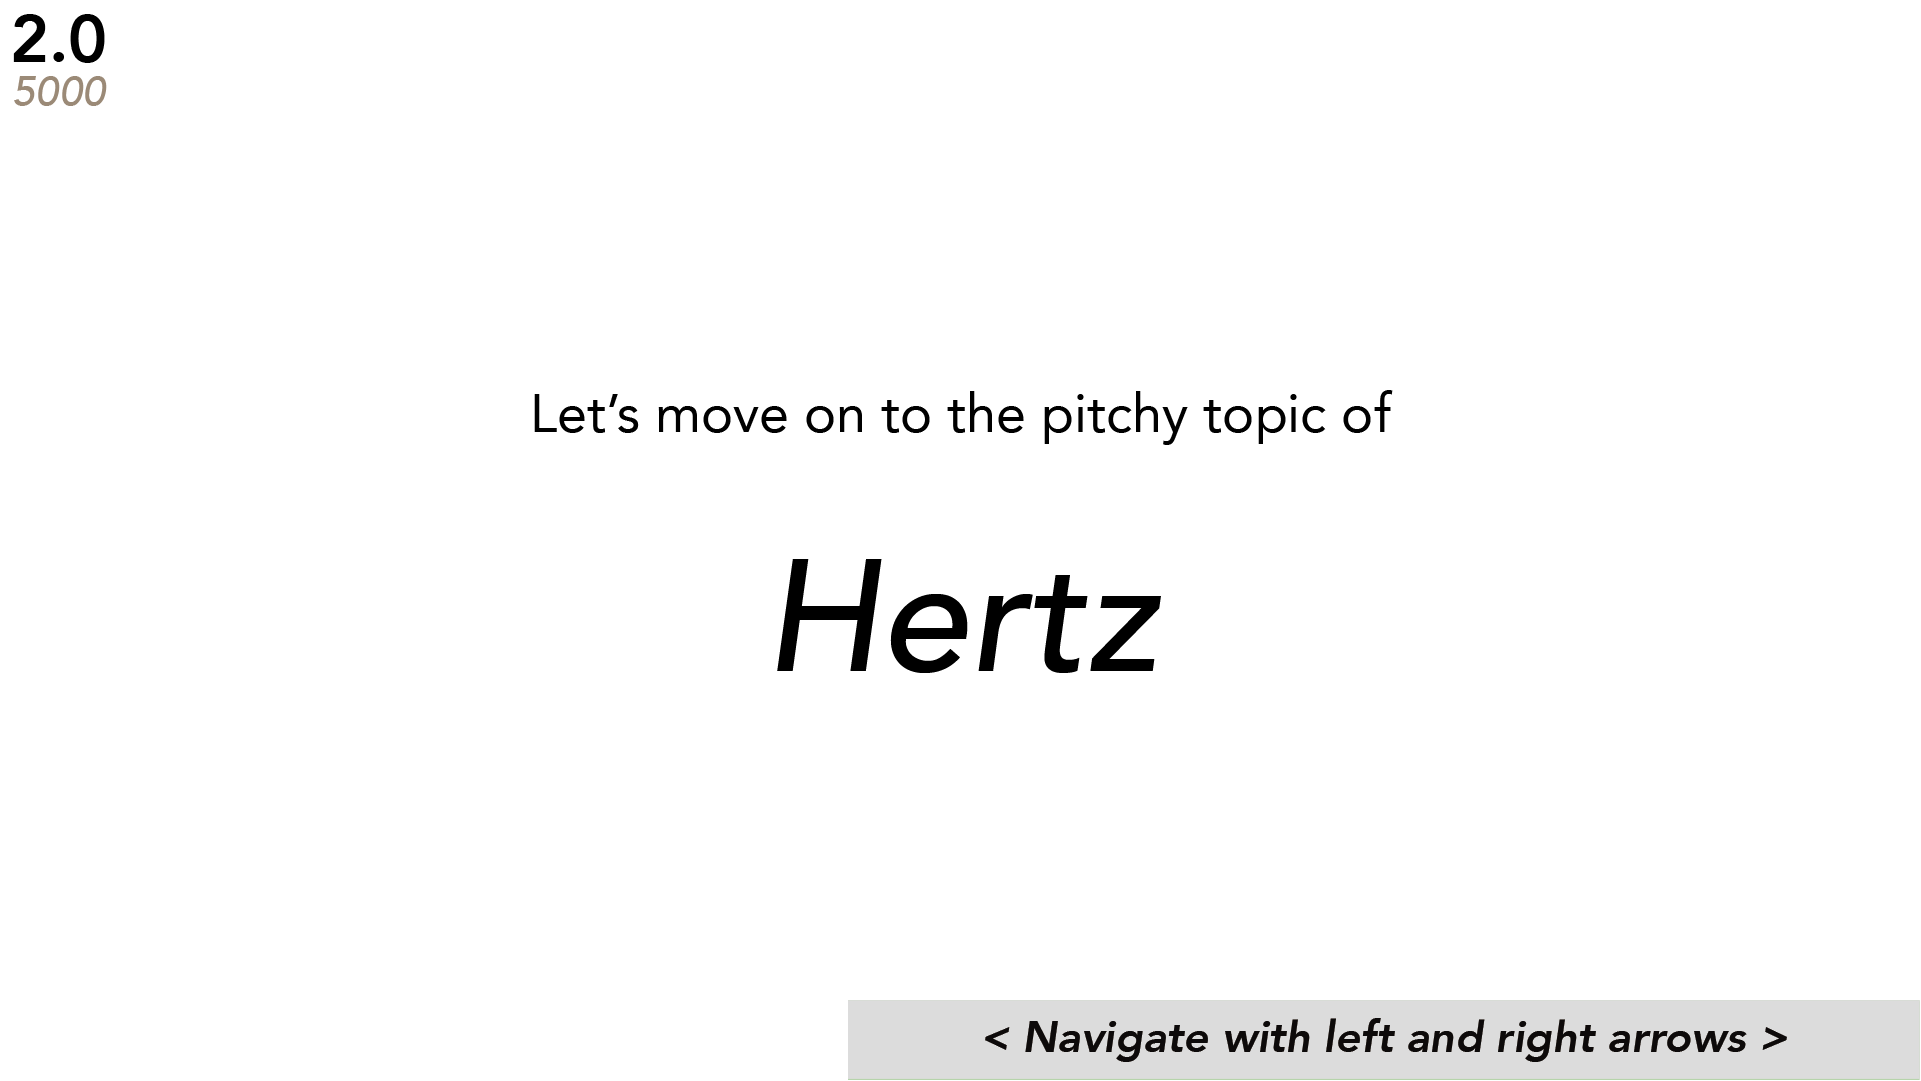 2.0
5000
Let’s move on to the pitchy topic of
Hertz
< Navigate with left and right arrows >